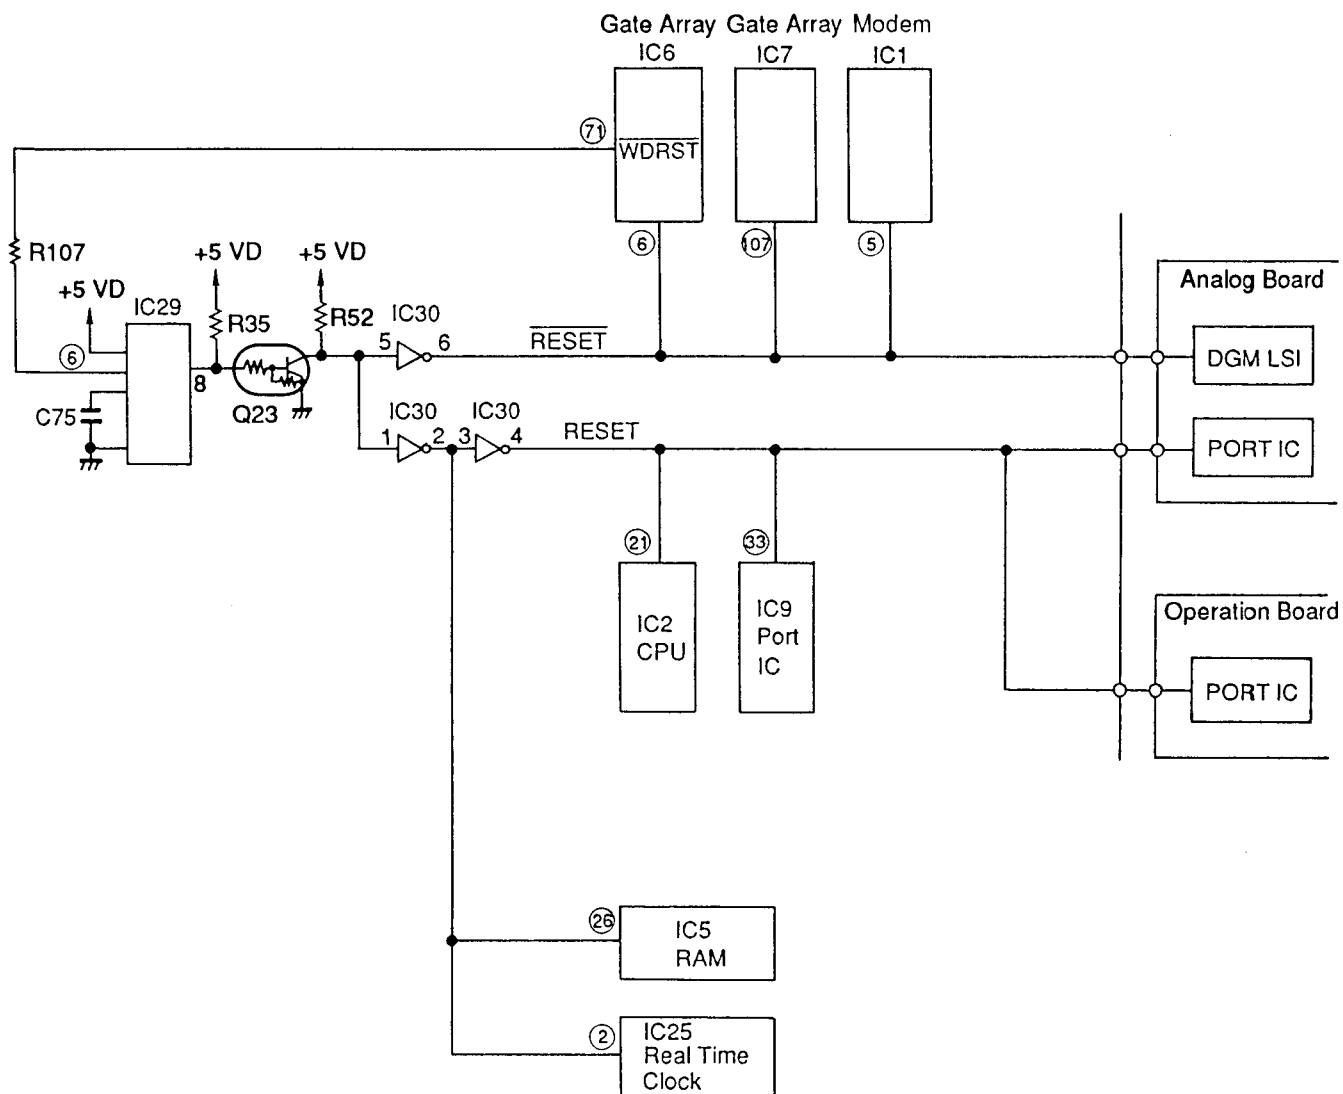 Gate Array Gate Array Modem
IC6 IC7 IC1
71
WDRST
6 107 5
R107
+5 VD +5 VD
+5 VD
IC29
R35 R52 IC30
5 6 RESET
6
8
C75
Q23
IC30 IC30
1 2 3 4 RESET
Analog Board
DGM LSI
PORT IC
21 33
IC2
CPU
IC9
Port
IC
Operation Board
PORT IC
26
IC5
RAM
2
IC25
Real Time
Clock